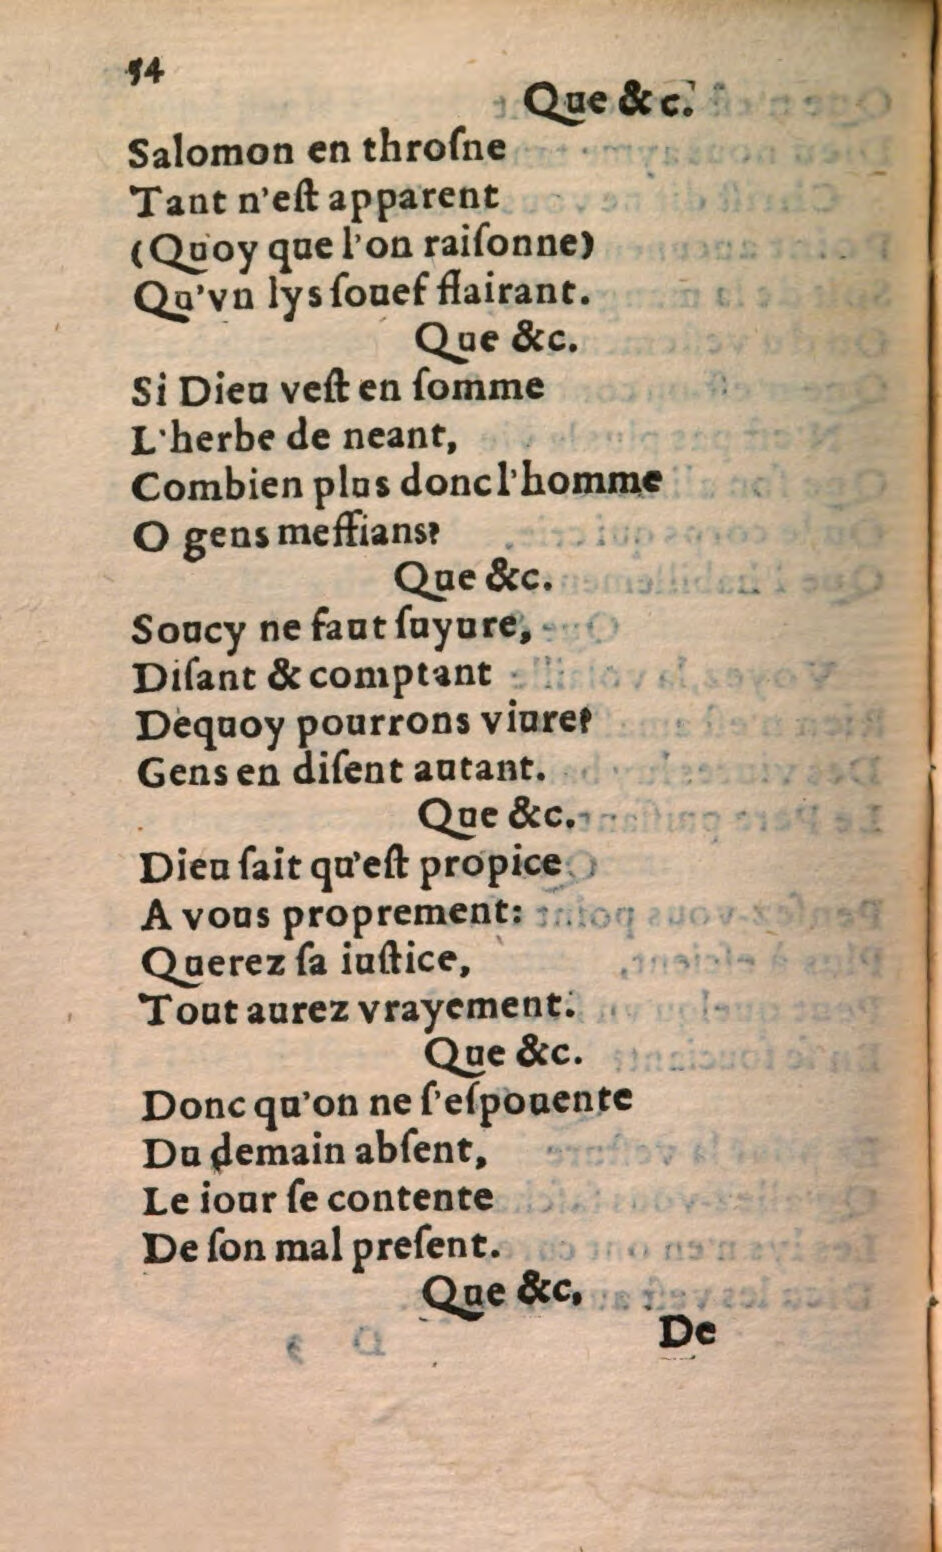 54
Que &c.
Salomon en throſne
Tant n'eſt apparent
(Quoy que l'on raiſonne)
Qu'vn lys ſouef flairant.
Que &c.
Si Dieu veſt en ſomme
L'herbe de neant,
Combien plus donc l'homme
O gens meffians?
Que &c.
Soucy ne faut ſuyure,
Diſant & comptant
Dequoy pourrons viure?
Gens en diſent autant.
Que &c.
Dieu ſait qu'eſt propice
A vous proprement:
Querez ſa iuſtice,
Tout aurez vrayement.
Que &c.
Donc qu'on ne ſ'eſpouente
Du demain abſent,
Le iour ſe contente
De ſon mal preſent.
Que &c.
De